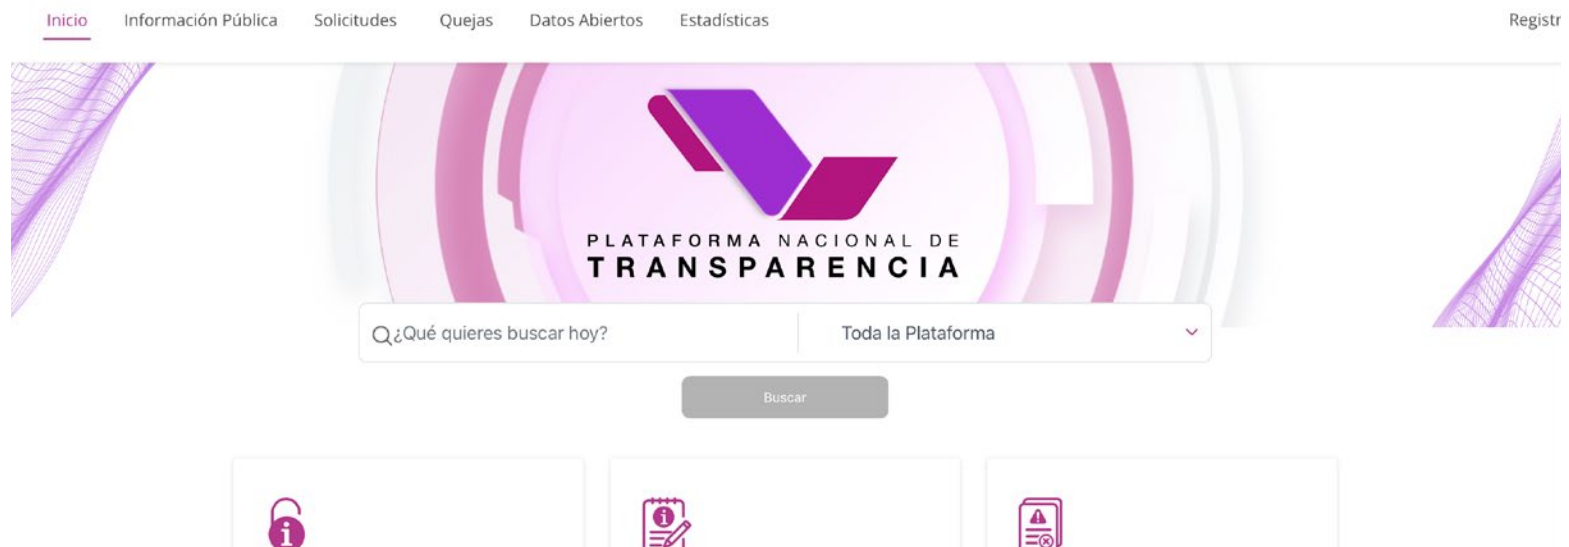 Inicio Información Pública Solicitudes Quejas Datos Abiertos Estadísticas Registr
PLATAFORMA NACIONAL DE
TRANSPARENCIA
¿Qué quieres buscar hoy? Toda la Plataforma
Buscar